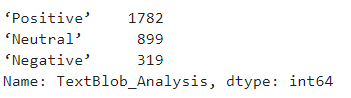 ‘Positive’ 1782
‘Neutral’ 899
‘Negative’ 319
Name: TextBlob_Analysis, dtype: int64